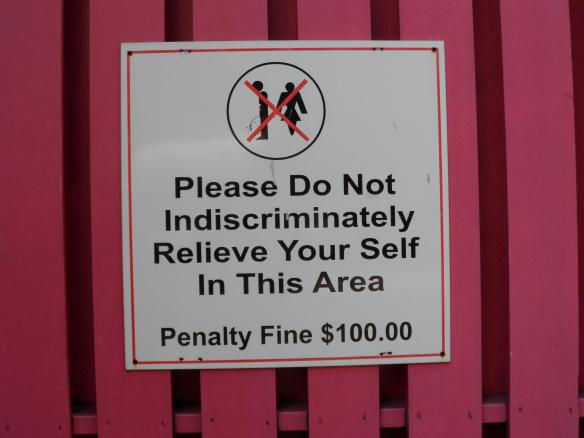 Please Do Not
Indiscriminately
Relieve Your Self
In This Area
Penalty Fine $100.00